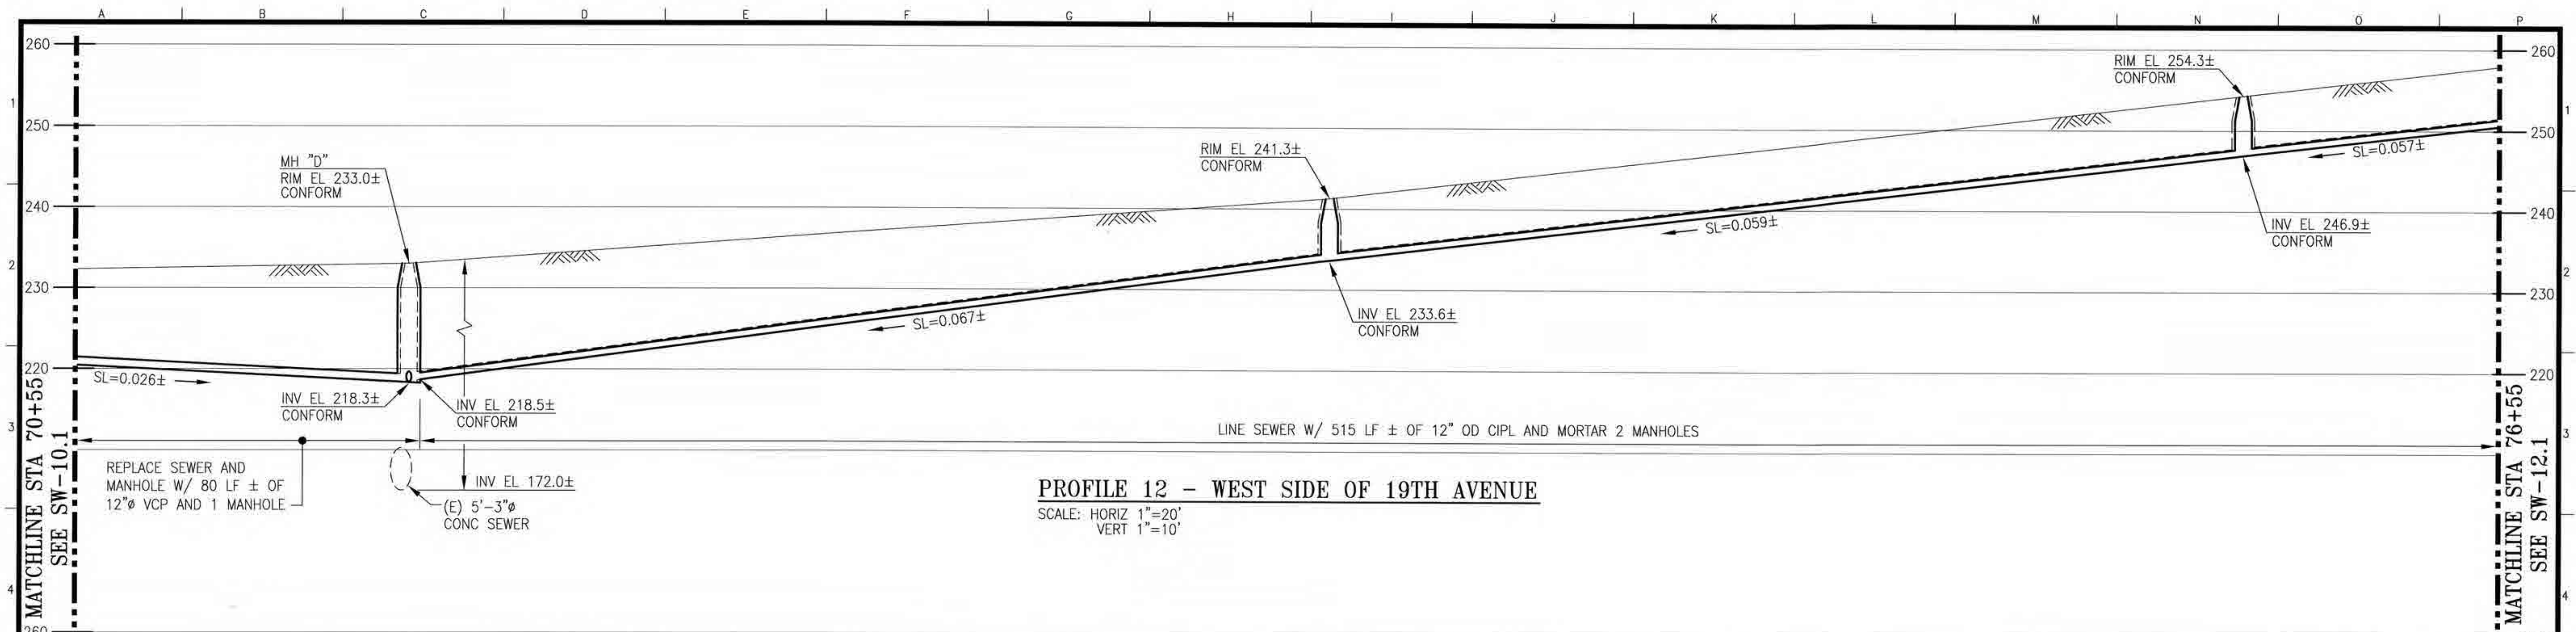 A B C D E F G H J K L M N O P
260
260
RIM EL 254.3±
CONFORM
1
1
250
250
SL=0.057±
RIM EL 241.3±
CONFORM
MH "D"
RIM EL 233.0±
CONFORM
240
240
SL=0.059±
INV EL 246.9±
CONFORM
2
2
230
230
SL=0.067±
INV EL 233.6±
CONFORM
220
220
SL=0.026±
INV EL 218.3±
CONFORM
INV EL 218.5±
CONFORM
3
3
LINE SEWER W/ 515 LF ± OF 12" OD CIPL AND MORTAR 2 MANHOLES
REPLACE SEWER AND
MANHOLE W/ 80 LF ± OF
12"ø VCP AND 1 MANHOLE
INV EL 172.0±
(E) 5'-3"ø
CONC SEWER
PROFILE 12 - WEST SIDE OF 19TH AVENUE
SCALE: HORIZ 1"=20'
VERT 1"=10'
MATCHLINE STA 70+55
SEE SW-10.1
MATCHLINE STA 76+55
SEE SW-12.1
4
4
260